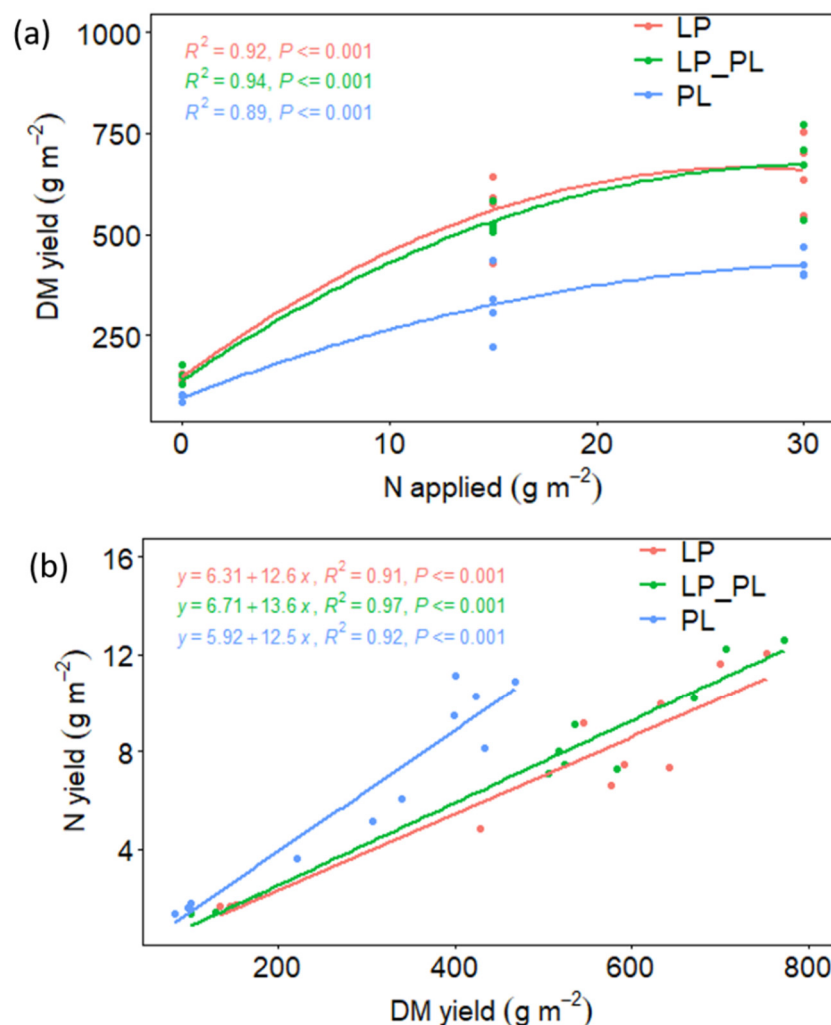 (a)
1000
750
500
250
DM yield (g m⁻²)
R² = 0.92, P <= 0.001
R² = 0.94, P <= 0.001
R² = 0.89, P <= 0.001
LP
LP_PL
PL
0 10 20 30
N applied (g m⁻²)
(b)
16
12
8
4
N yield (g m⁻²)
y = 6.31 + 12.6 x, R² = 0.91, P <= 0.001
y = 6.71 + 13.6 x, R² = 0.97, P <= 0.001
y = 5.92 + 12.5 x, R² = 0.92, P <= 0.001
LP
LP_PL
PL
200 400 600 800
DM yield (g m⁻²)